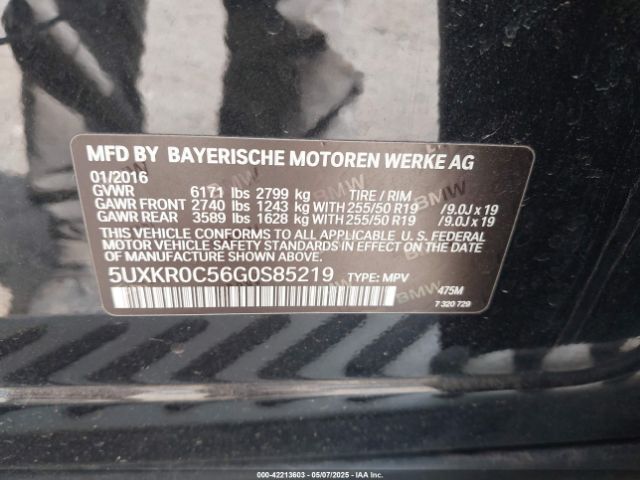 MFD BY BAYERISCHE MOTOREN WERKE AG
01/2016
GVWR 6171 lbs 2799 kg TIRE / RIM
GAWR FRONT 2740 lbs 1243 kg WITH 255/50 R19 /9.0J x 19
GAWR REAR 3589 lbs 1628 kg WITH 255/50 R19 /9.0J x 19
THIS VEHICLE CONFORMS TO ALL APPLICABLE U.S. FEDERAL
MOTOR VEHICLE SAFETY STANDARDS IN EFFECT ON THE DATE
OF MANUFACTURE SHOWN ABOVE.
5UXKR0C56G0S85219 TYPE: MPV 475M
7 320 729
000-42213603 | 05/07/2025 | IAAI.COM